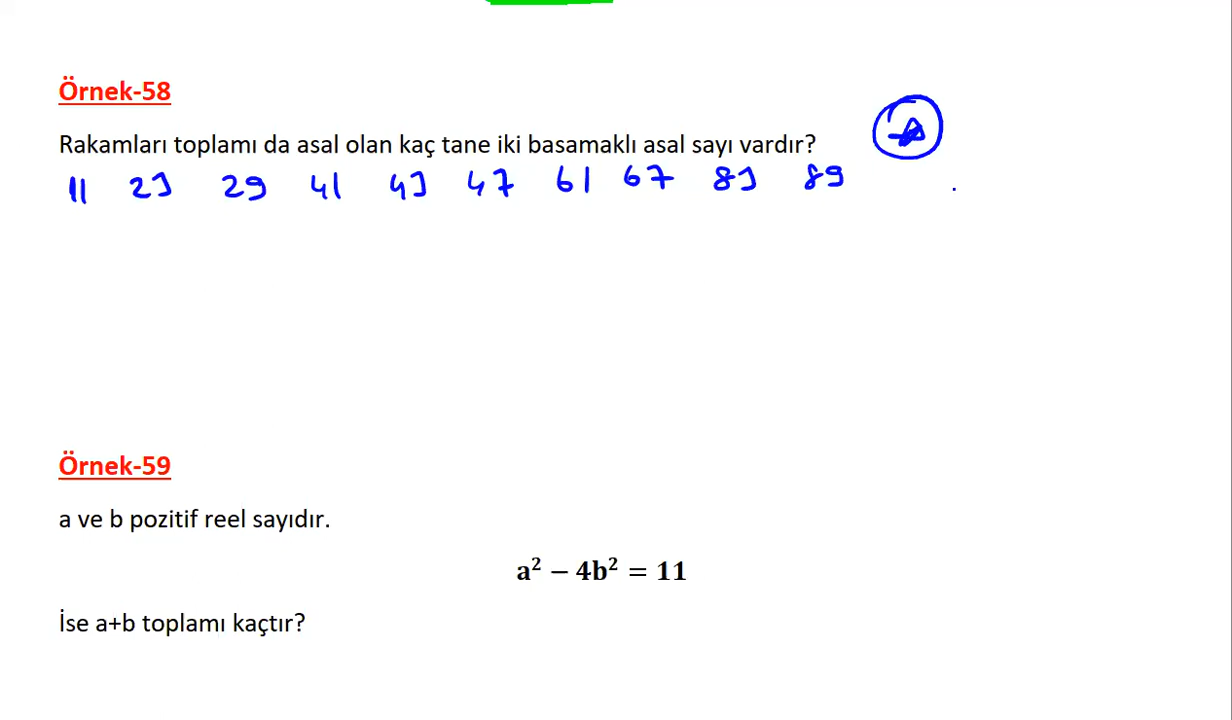 Örnek-58
Rakamları toplamı da asal olan kaç tane iki basamaklı asal sayı vardır?
11 23 29 41 43 47 61 67 83 89
Örnek-59
a ve b pozitif reel sayıdır.
a² − 4b² = 11
İse a+b toplamı kaçtır?